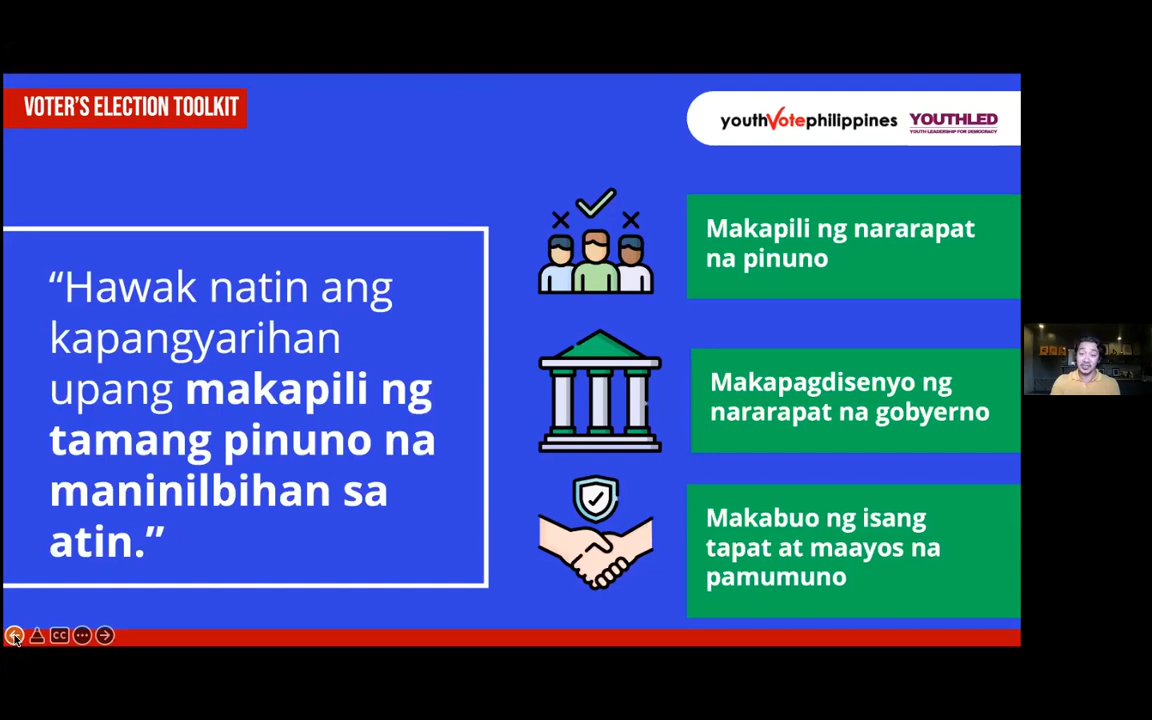 VOTER'S ELECTION TOOLKIT
youthVotephilippines
YOUTHLED
YOUTH LEADERSHIP FOR DEMOCRACY
“Hawak natin ang
kapangyarihan
upang makapili ng
tamang pinuno na
maninilbihan sa
atin.”
Makapili ng nararapat
na pinuno
Makapagdisenyo ng
nararapat na gobyerno
Makabuo ng isang
tapat at maayos na
pamumuno
CC